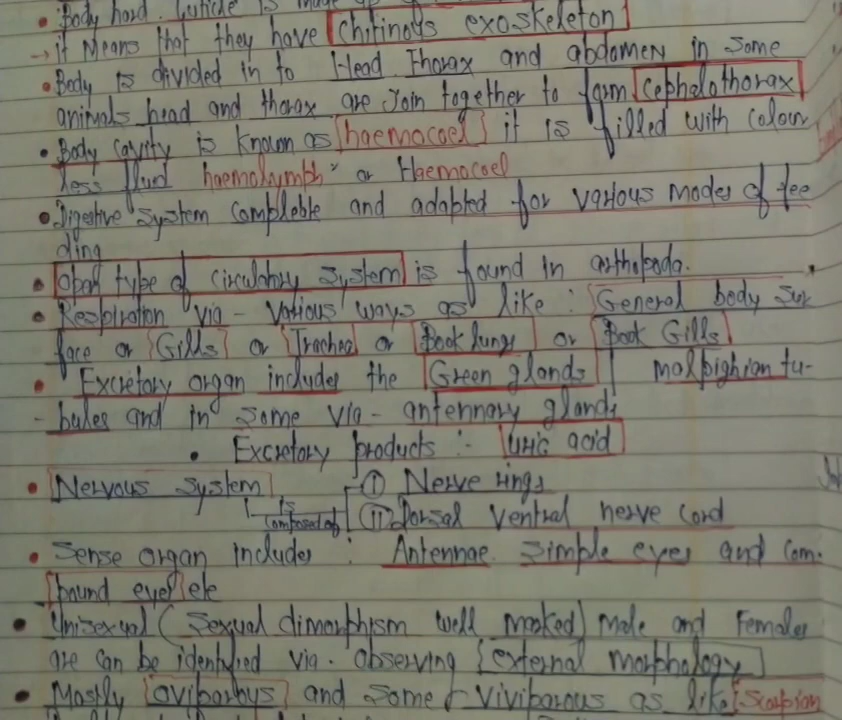 • Body hard. Cuticle is made up of
→ it Means that they have chitinoys exoskeleton
• Body is divided in to Head Thorax and abdomen in some
animals head and thorax are Join together to form cephalothorax
• Body cavity is known as haemocoel it is filled with colour
less fluid haemolymph" or Haemocoel
• Digestive System complete and adapted for various modes of fee
ding
• Open type of circulatory System is found in arthopoda.
• Respiration via - various ways as like : General body sur
face or Gills or Trachea or Book lungs or Book Gills
• Excretory organ includes the Green glands | malpighian tu-
- bules and in some via - antennary glands
• Excretory products :- uric acid
• Nervous System is composed of ① Nerve rings
② Dorsal ventral nerve cord
• Sense organ includes : Antennae simple eyes and com.
pound eyes etc
• Unisexual (Sexual dimorphism well marked) Male and Females
are can be identified via. observing external morphology
• Mostly oviparous and some Viviparous as like Scorpion